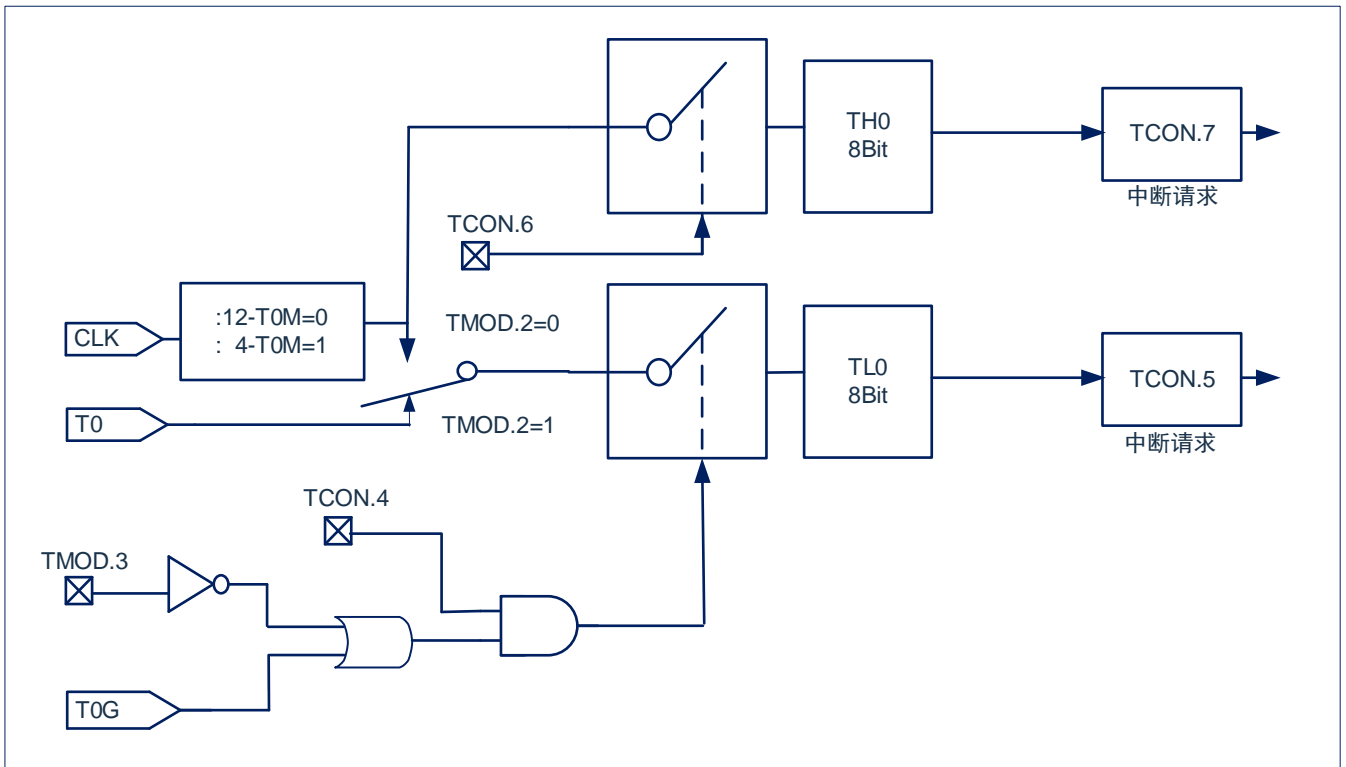 TH0
8Bit
TCON.7
中断请求
TCON.6
:12-T0M=0
: 4-T0M=1
CLK
TMOD.2=0
TL0
8Bit
TCON.5
中断请求
T0
TMOD.2=1
TCON.4
TMOD.3
T0G